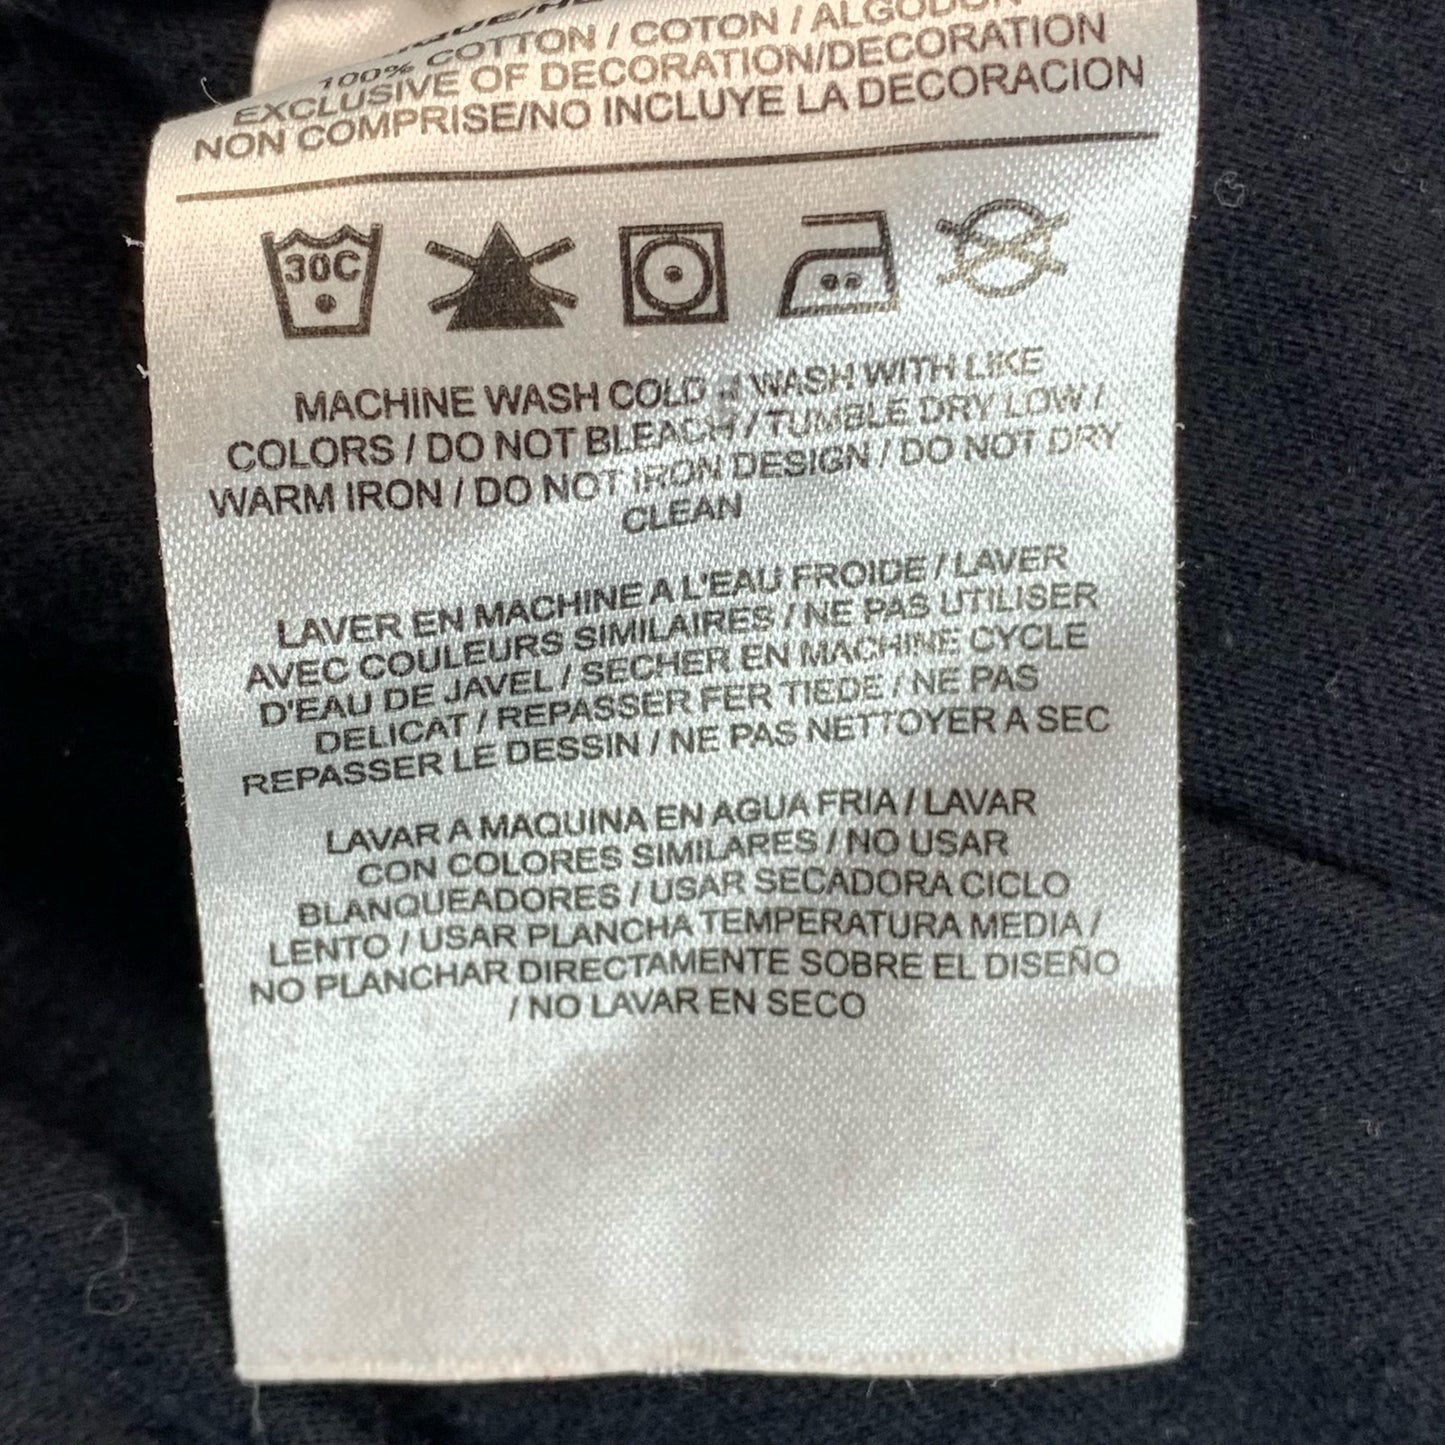 100% COTTON / COTON / ALGODON
EXCLUSIVE OF DECORATION/DECORATION
NON COMPRISE/NO INCLUYE LA DECORACION
30C
MACHINE WASH COLD / WASH WITH LIKE
COLORS / DO NOT BLEACH / TUMBLE DRY LOW /
WARM IRON / DO NOT IRON DESIGN / DO NOT DRY
CLEAN
LAVER EN MACHINE A L'EAU FROIDE / LAVER
AVEC COULEURS SIMILAIRES / NE PAS UTILISER
D'EAU DE JAVEL / SECHER EN MACHINE CYCLE
DELICAT / REPASSER FER TIEDE / NE PAS
REPASSER LE DESSIN / NE PAS NETTOYER A SEC
LAVAR A MAQUINA EN AGUA FRIA / LAVAR
CON COLORES SIMILARES / NO USAR
BLANQUEADORES / USAR SECADORA CICLO
LENTO / USAR PLANCHA TEMPERATURA MEDIA /
NO PLANCHAR DIRECTAMENTE SOBRE EL DISEÑO
/ NO LAVAR EN SECO